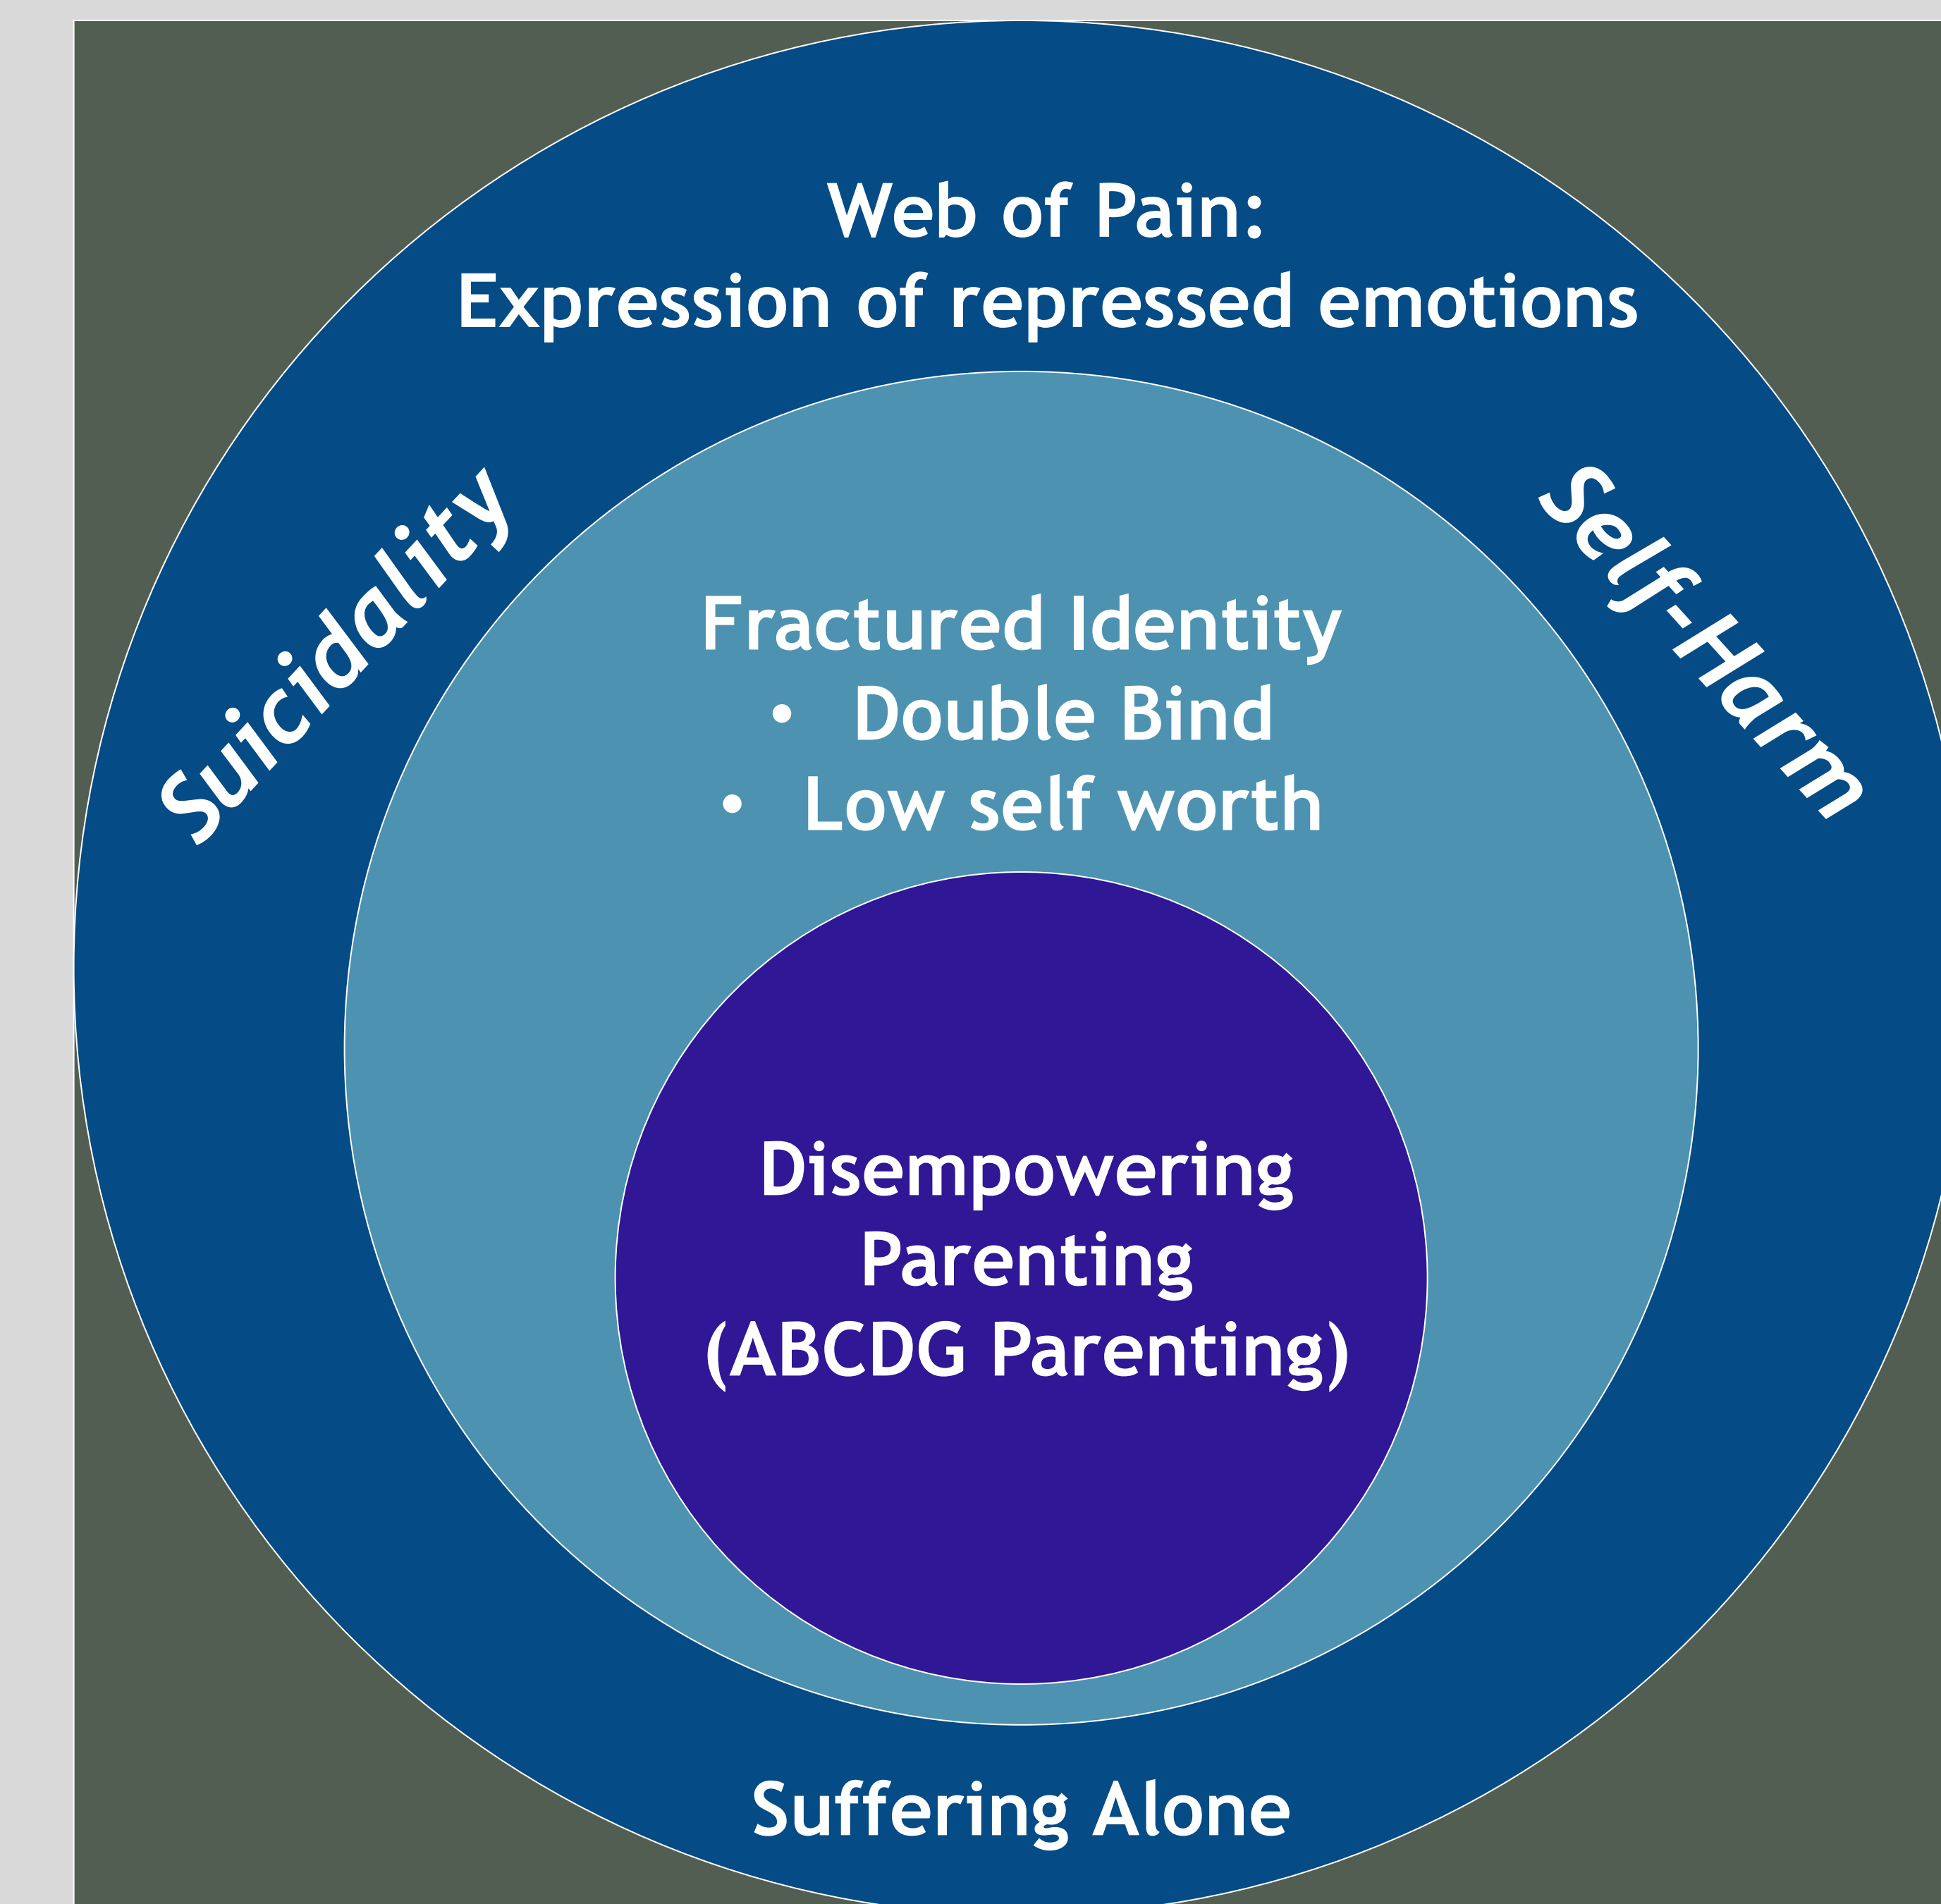 Web of Pain:
Expression of repressed emotions
Suicidality
Self-Harm
Fractured Identity
• Double Bind
• Low self worth
Disempowering
Parenting
(ABCDG Parenting)
Suffering Alone